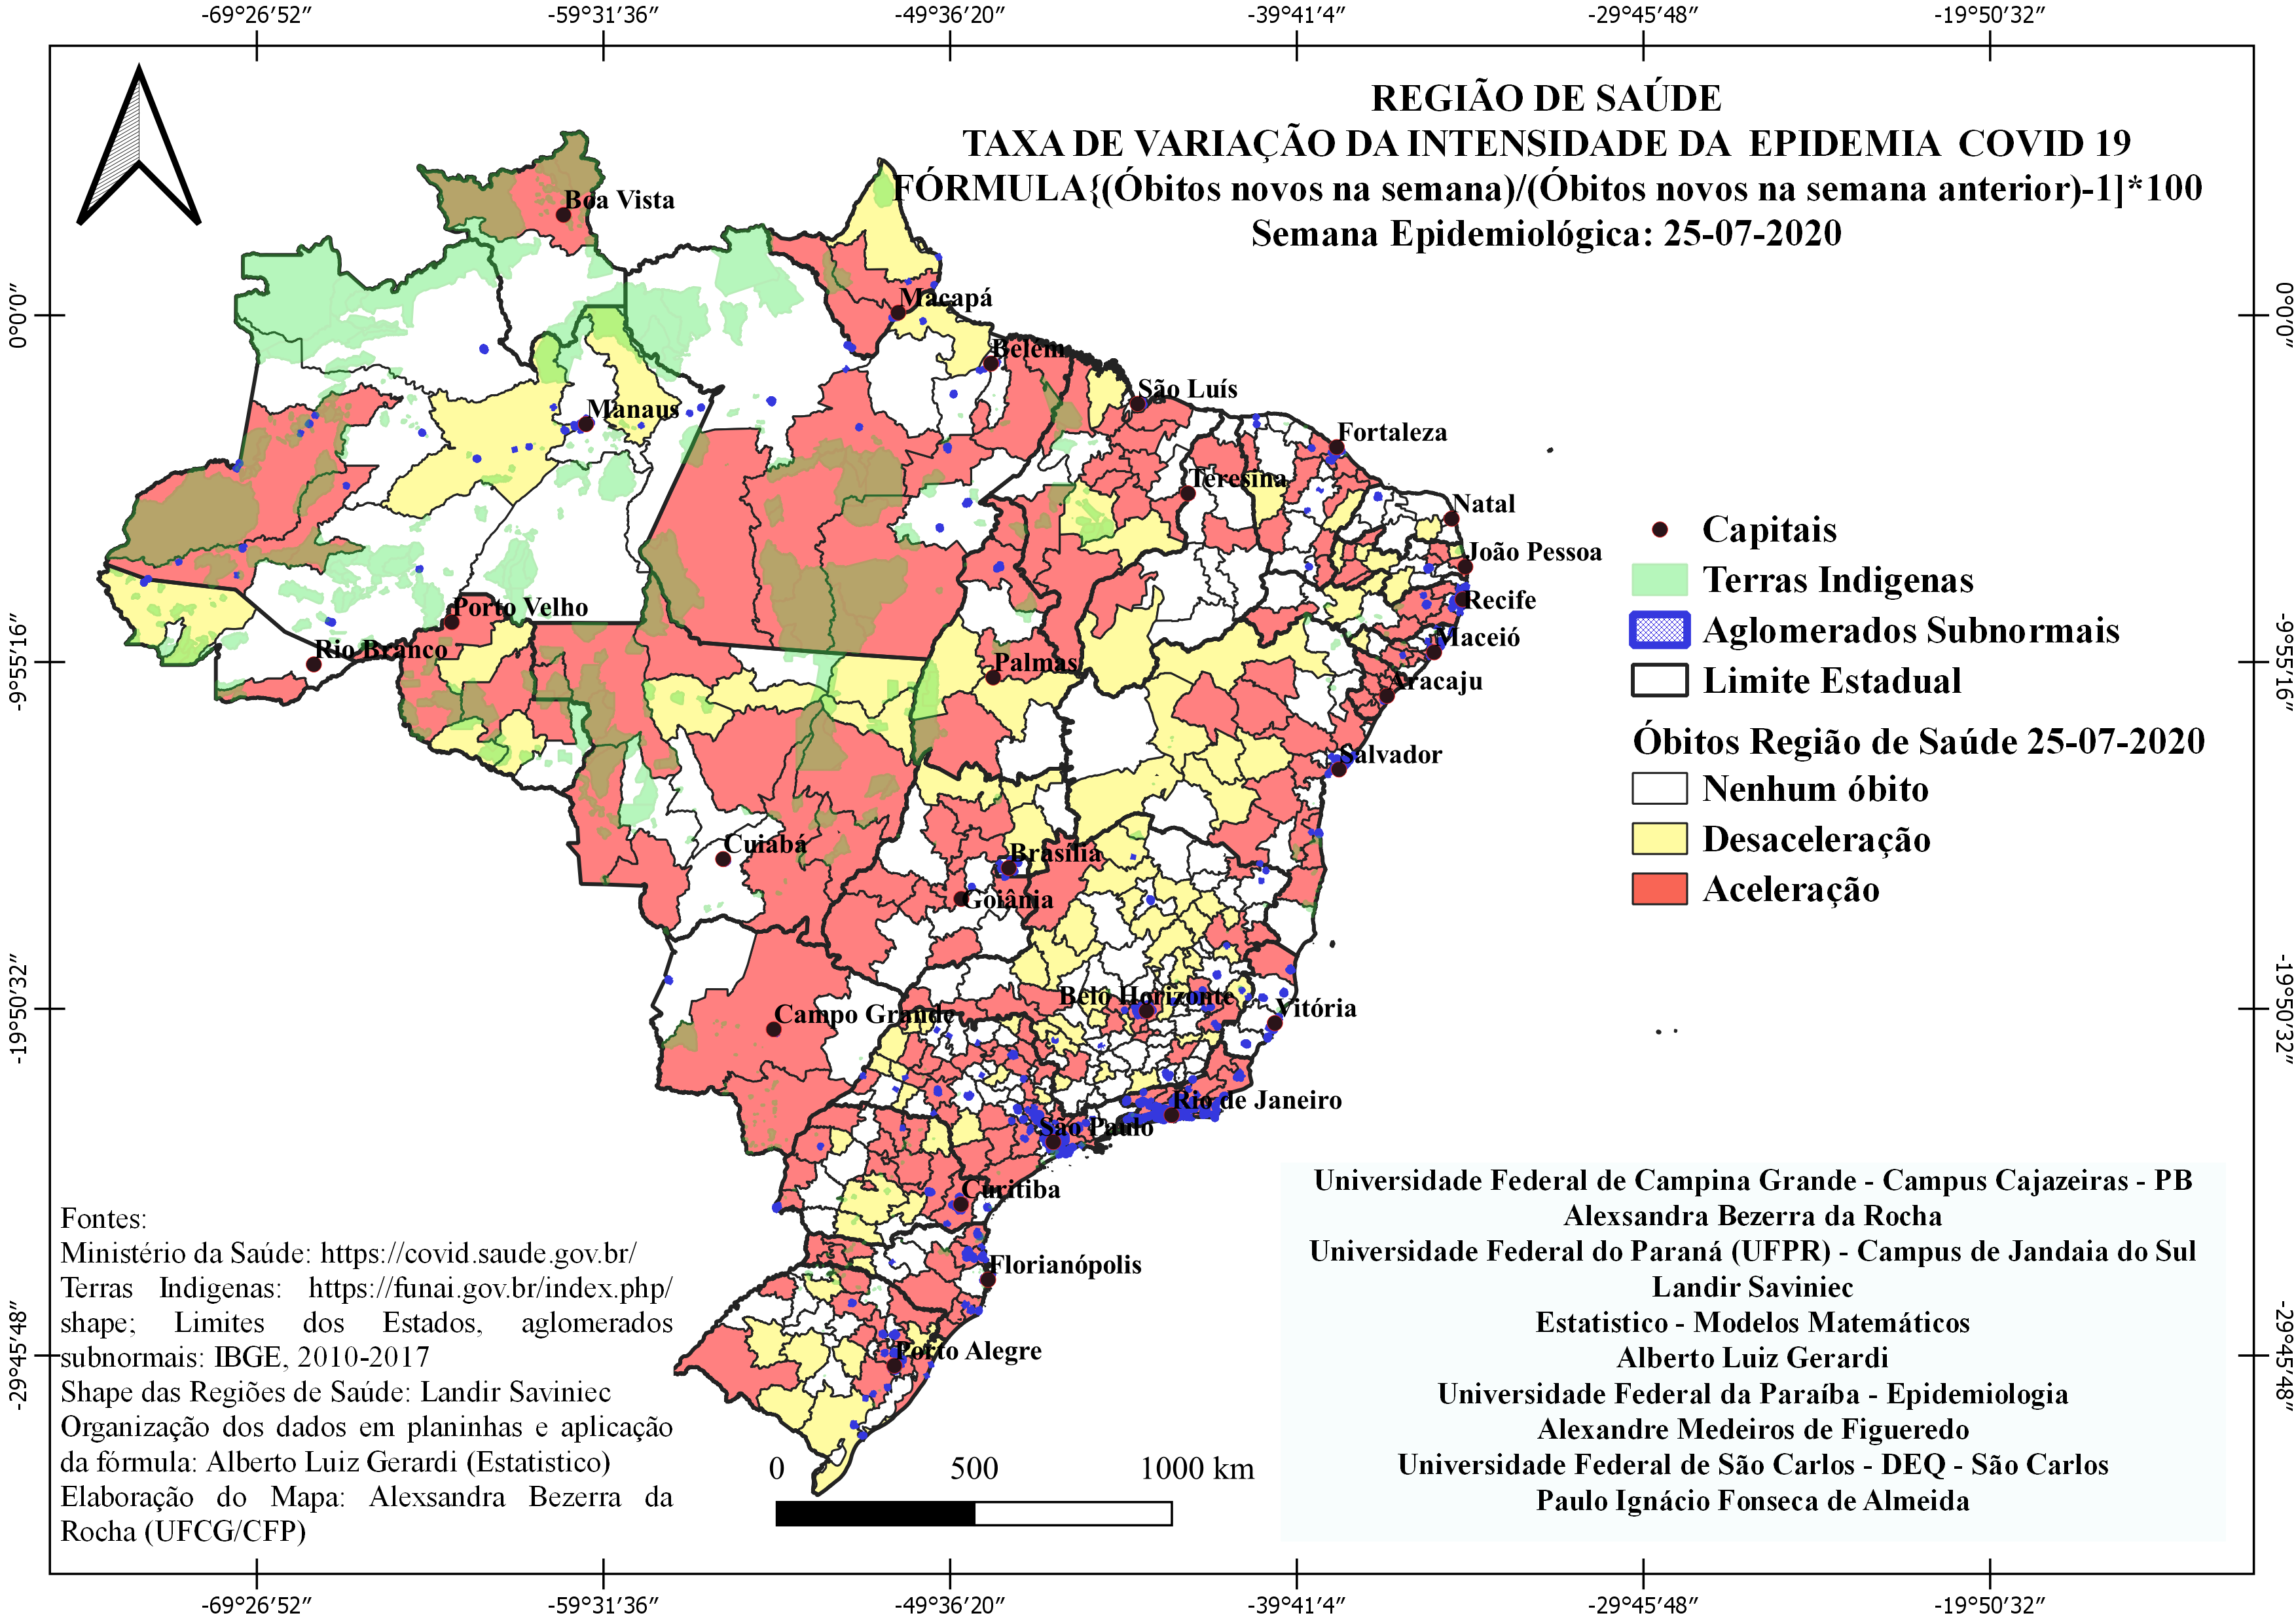 -69°26′52″ -59°31′36″ -49°36′20″ -39°41′4″ -29°45′48″ -19°50′32″
REGIÃO DE SAÚDE
TAXA DE VARIAÇÃO DA INTENSIDADE DA EPIDEMIA COVID 19
FÓRMULA{(Óbitos novos na semana)/(Óbitos novos na semana anterior)-1]*100
Semana Epidemiológica: 25-07-2020
0°0′0″
0°0′0″
-9°55′16″
-9°55′16″
-19°50′32″
-19°50′32″
-29°45′48″
-29°45′48″
Boa Vista
Macapá
Belém
São Luís
Manaus
Fortaleza
Teresina
Natal
João Pessoa
Recife
Porto Velho
Maceió
Rio Branco
Palmas
Aracaju
Salvador
Cuiabá
Brasília
Goiânia
Belo Horizonte
Vitória
Campo Grande
Rio de Janeiro
São Paulo
Curitiba
Florianópolis
Porto Alegre
Capitais
Terras Indigenas
Aglomerados Subnormais
Limite Estadual
Óbitos Região de Saúde 25-07-2020
Nenhum óbito
Desaceleração
Aceleração
Fontes:
Ministério da Saúde: https://covid.saude.gov.br/
Terras Indigenas: https://funai.gov.br/index.php/
shape; Limites dos Estados, aglomerados
subnormais: IBGE, 2010-2017
Shape das Regiões de Saúde: Landir Saviniec
Organização dos dados em planinhas e aplicação
da fórmula: Alberto Luiz Gerardi (Estatistico)
Elaboração do Mapa: Alexsandra Bezerra da
Rocha (UFCG/CFP)
0 500 1000 km
Universidade Federal de Campina Grande - Campus Cajazeiras - PB
Alexsandra Bezerra da Rocha
Universidade Federal do Paraná (UFPR) - Campus de Jandaia do Sul
Landir Saviniec
Estatistico - Modelos Matemáticos
Alberto Luiz Gerardi
Universidade Federal da Paraíba - Epidemiologia
Alexandre Medeiros de Figueredo
Universidade Federal de São Carlos - DEQ - São Carlos
Paulo Ignácio Fonseca de Almeida
-69°26′52″ -59°31′36″ -49°36′20″ -39°41′4″ -29°45′48″ -19°50′32″